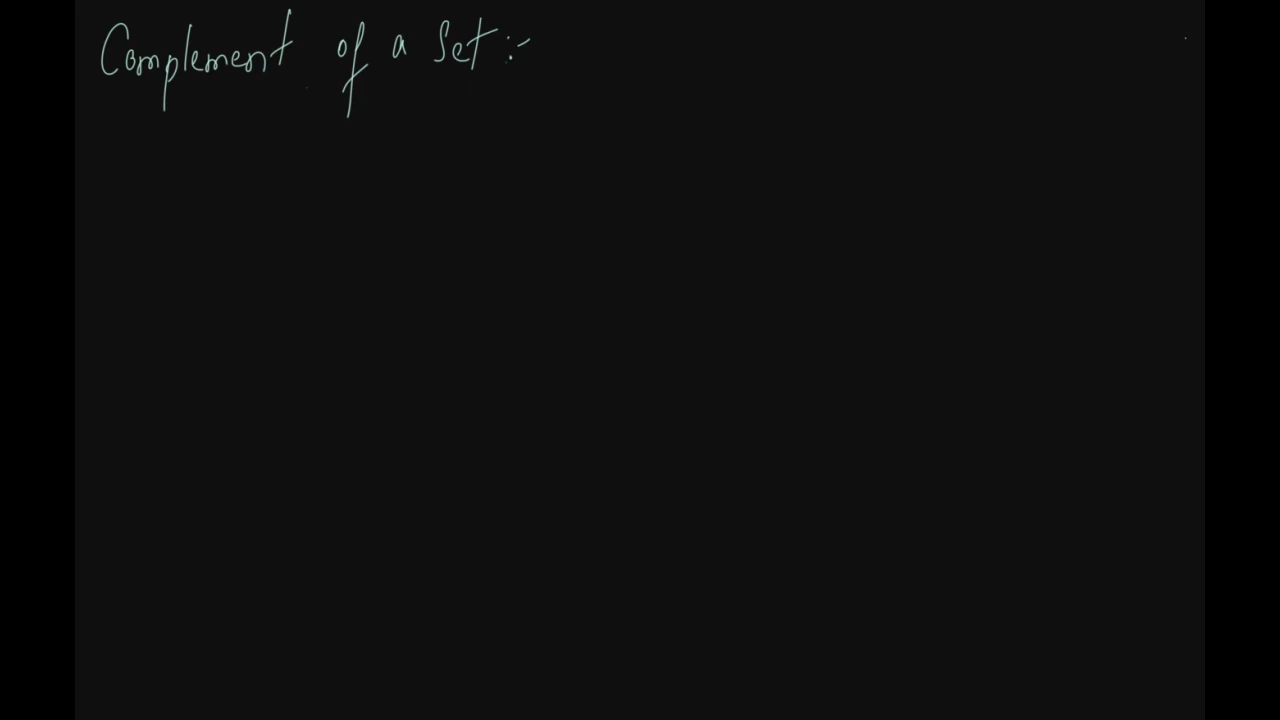 Complement of a Set :-